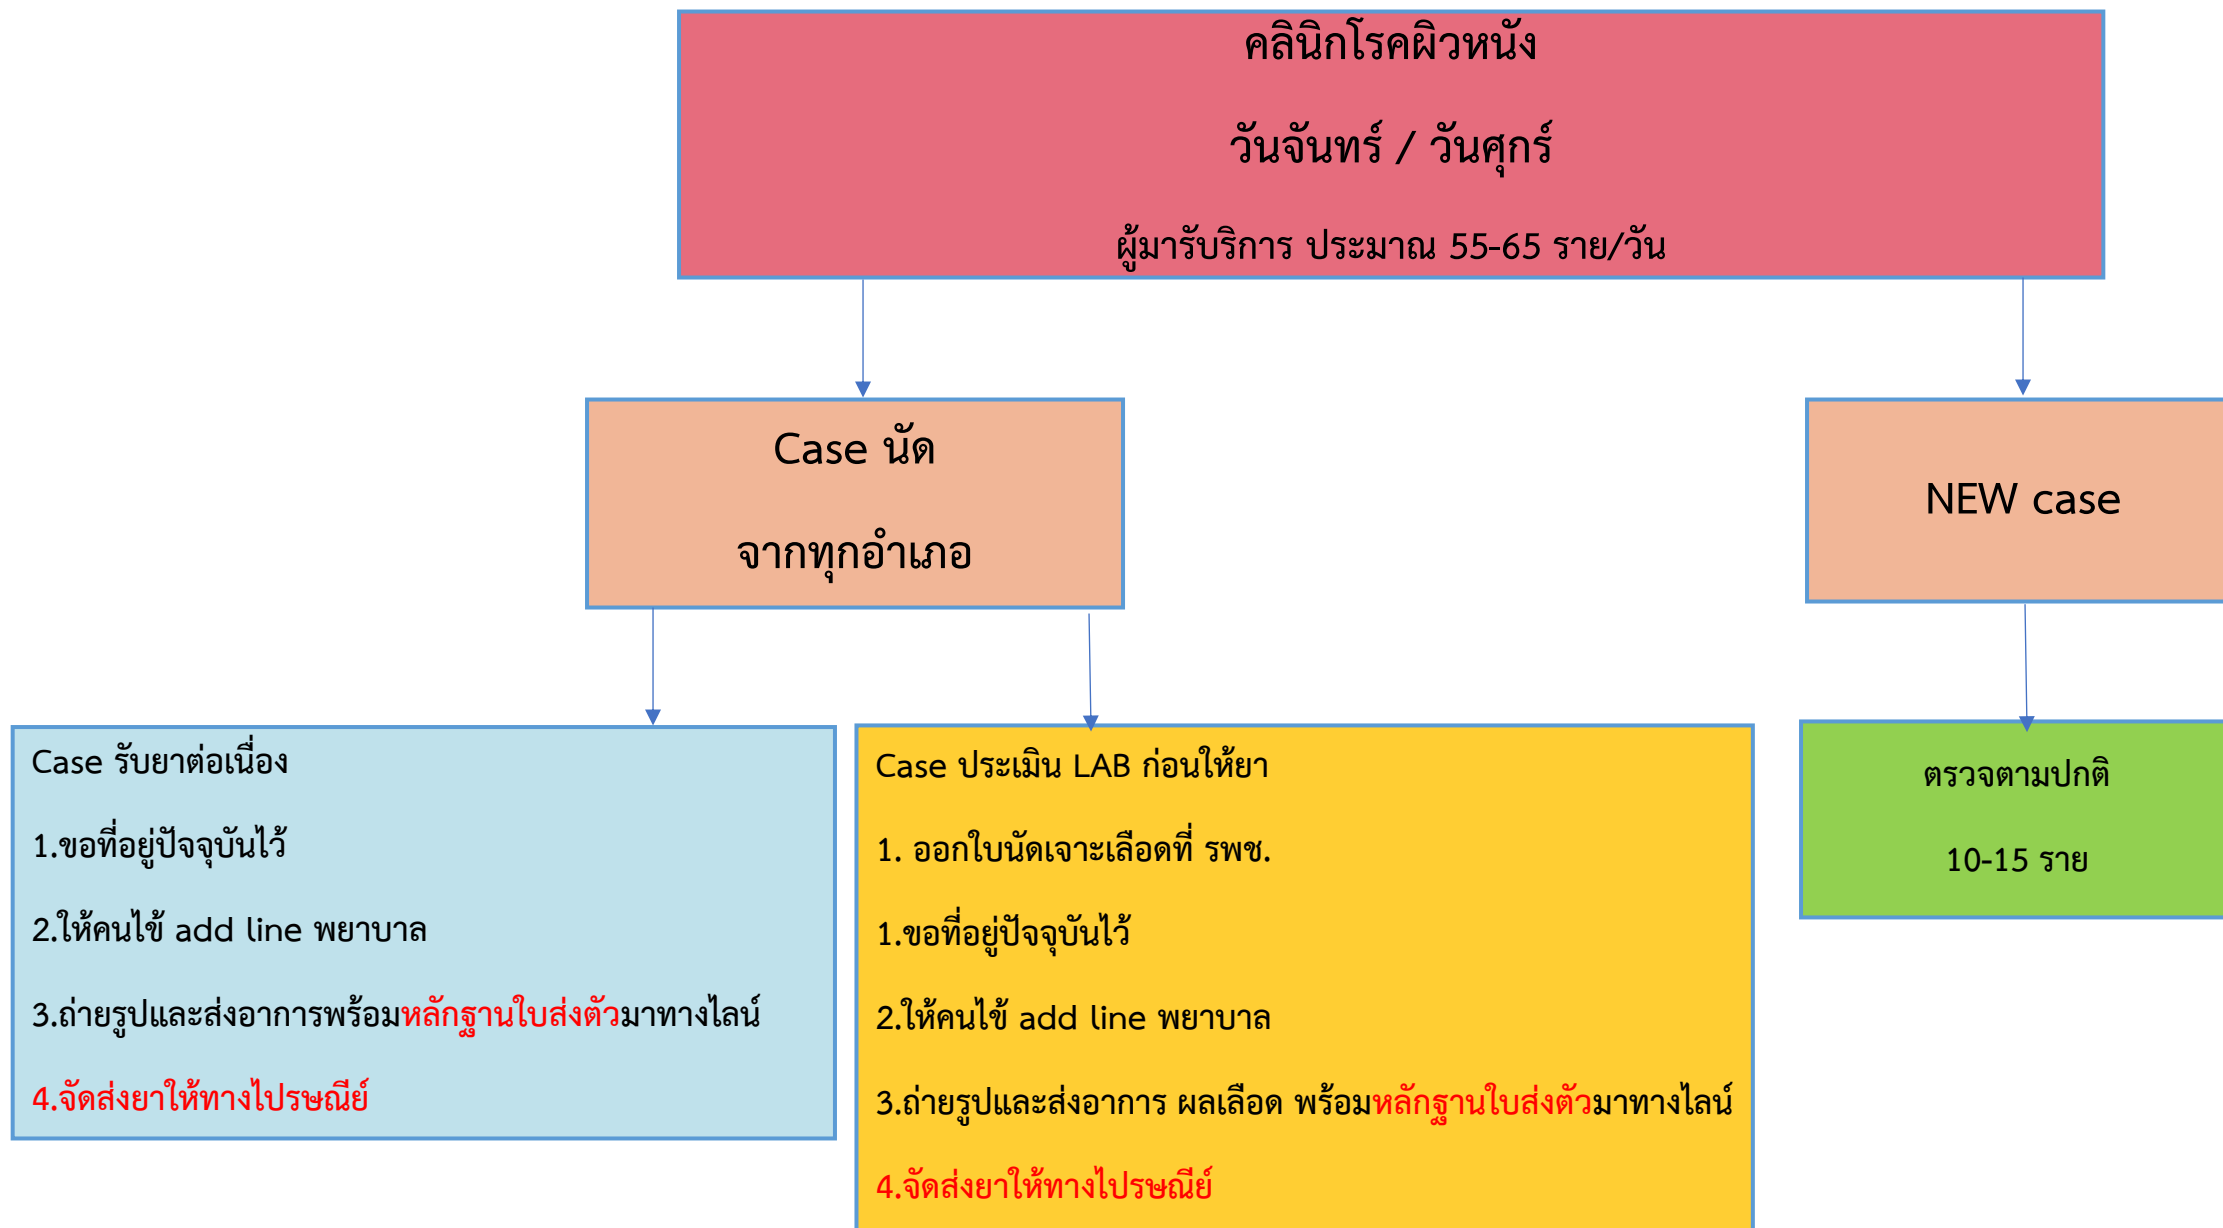 คลินิกโรคผิวหนัง
วันจันทร์ / วันศุกร์
ผู้มารับริการ ประมาณ 55-65 ราย/วัน
Case นัด
จากทุกอำเภอ
NEW case
Case รับยาต่อเนื่อง
1.ขอที่อยู่ปัจจุบันไว้
2.ให้คนไข้ add line พยาบาล
3.ถ่ายรูปและส่งอาการพร้อมหลักฐานใบส่งตัวมาทางไลน์
4.จัดส่งยาให้ทางไปรษณีย์
Case ประเมิน LAB ก่อนให้ยา
1. ออกใบนัดเจาะเลือดที่ รพช.
1.ขอที่อยู่ปัจจุบันไว้
2.ให้คนไข้ add line พยาบาล
3.ถ่ายรูปและส่งอาการ ผลเลือด พร้อมหลักฐานใบส่งตัวมาทางไลน์
4.จัดส่งยาให้ทางไปรษณีย์
ตรวจตามปกติ
10-15 ราย